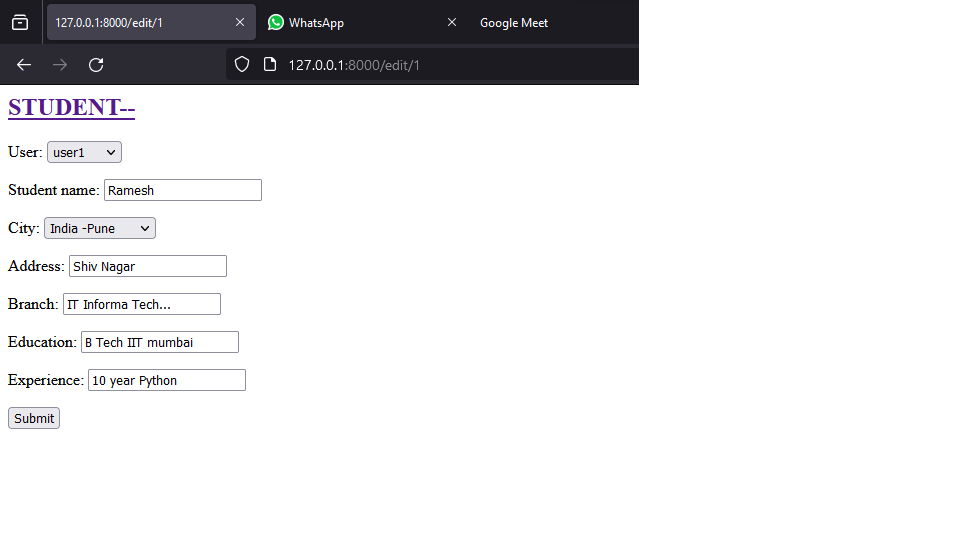 127.0.0.1:8000/edit/1
WhatsApp
Google Meet
127.0.0.1:8000/edit/1
STUDENT--
User: user1
Student name: Ramesh
City: India -Pune
Address: Shiv Nagar
Branch: IT Informa Tech...
Education: B Tech IIT mumbai
Experience: 10 year Python
Submit